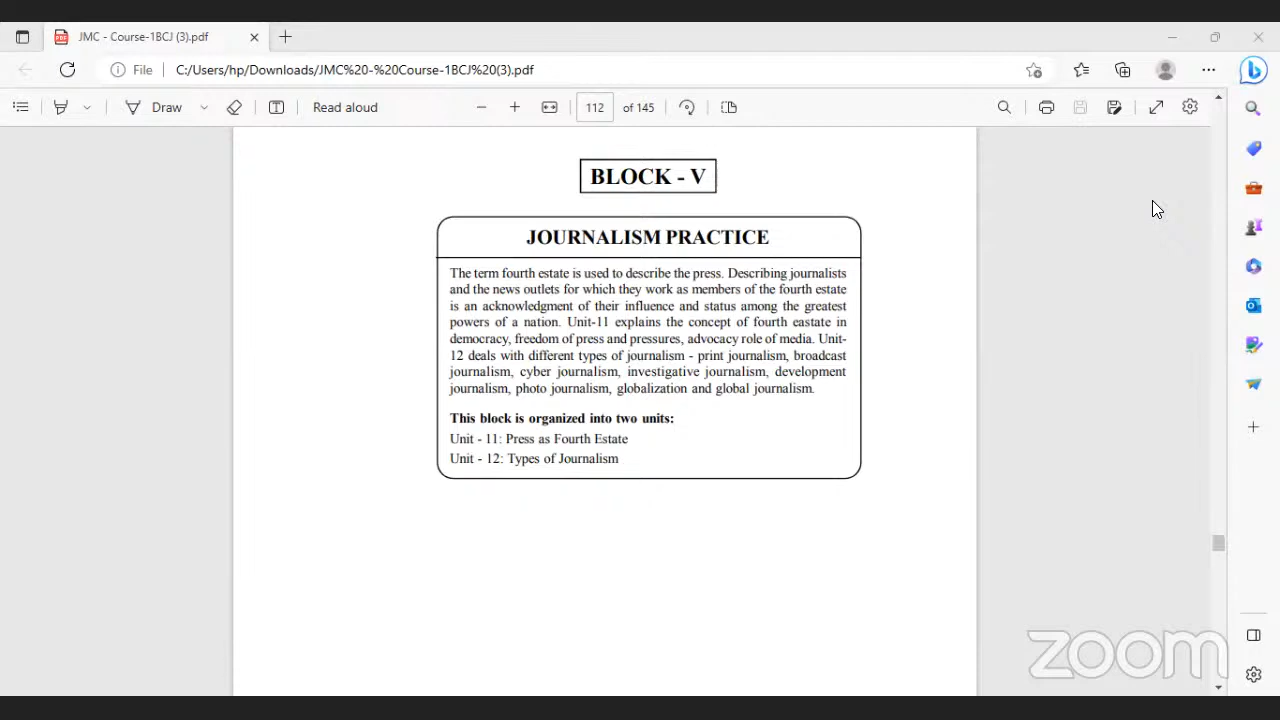 JMC - Course-1BCJ (3).pdf
File
C:/Users/hp/Downloads/JMC%20-%20Course-1BCJ%20(3).pdf
Draw
Read aloud
112 of 145
BLOCK - V
JOURNALISM PRACTICE
The term fourth estate is used to describe the press. Describing journalists
and the news outlets for which they work as members of the fourth estate
is an acknowledgment of their influence and status among the greatest
powers of a nation. Unit-11 explains the concept of fourth eastate in
democracy, freedom of press and pressures, advocacy role of media. Unit-
12 deals with different types of journalism - print journalism, broadcast
journalism, cyber journalism, investigative journalism, development
journalism, photo journalism, globalization and global journalism.
This block is organized into two units:
Unit - 11: Press as Fourth Estate
Unit - 12: Types of Journalism
zoom